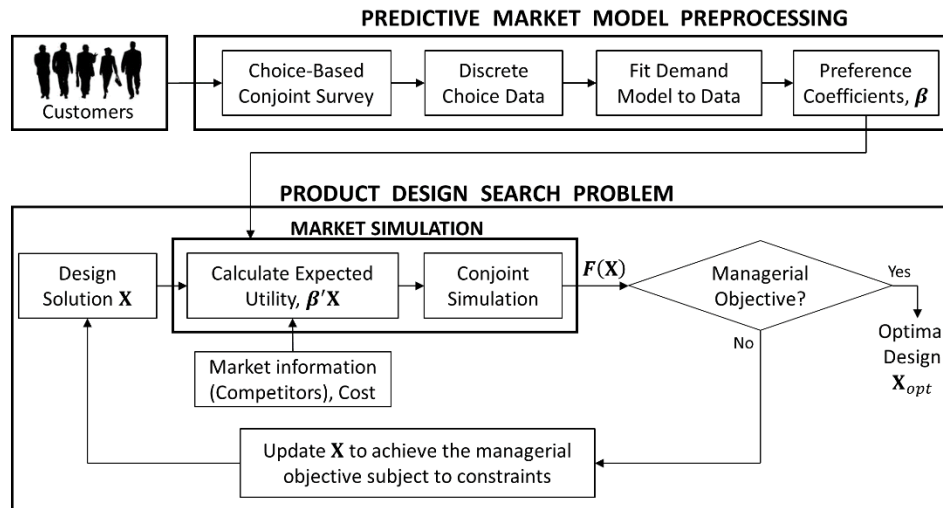 PREDICTIVE MARKET MODEL PREPROCESSING
Customers
Choice-Based
Conjoint Survey
Discrete
Choice Data
Fit Demand
Model to Data
Preference
Coefficients, β
PRODUCT DESIGN SEARCH PROBLEM
MARKET SIMULATION
Design
Solution X
Calculate Expected
Utility, β′X
Conjoint
Simulation
F(X)
Managerial
Objective?
Yes
No
Optima
Design
X_opt
Market information
(Competitors), Cost
Update X to achieve the managerial
objective subject to constraints